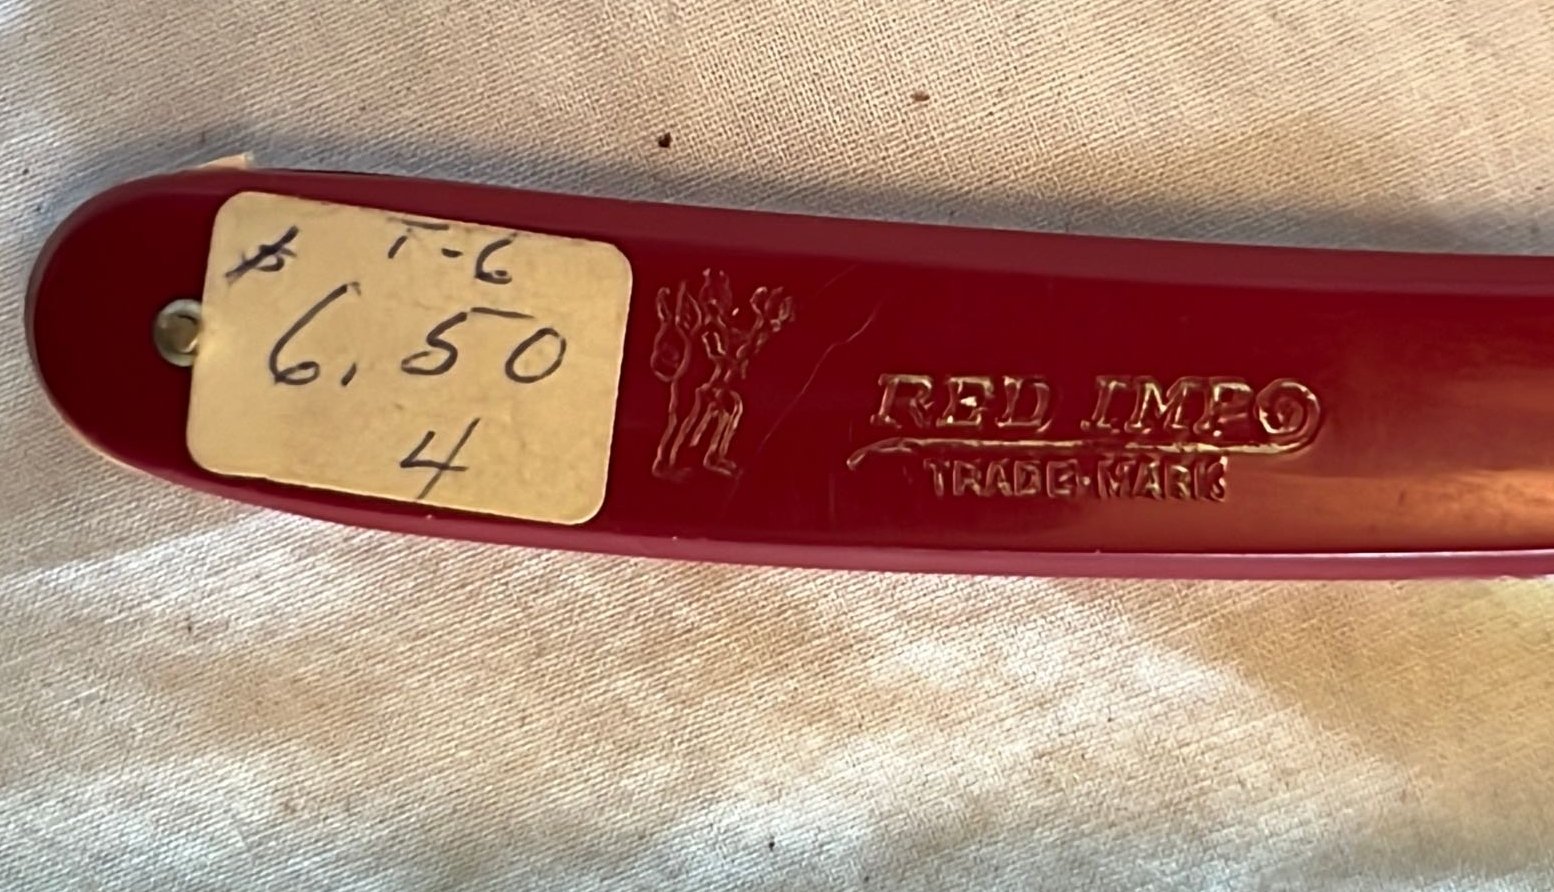 T-6
$
6.50
4
RED IMP
TRADE-MARK